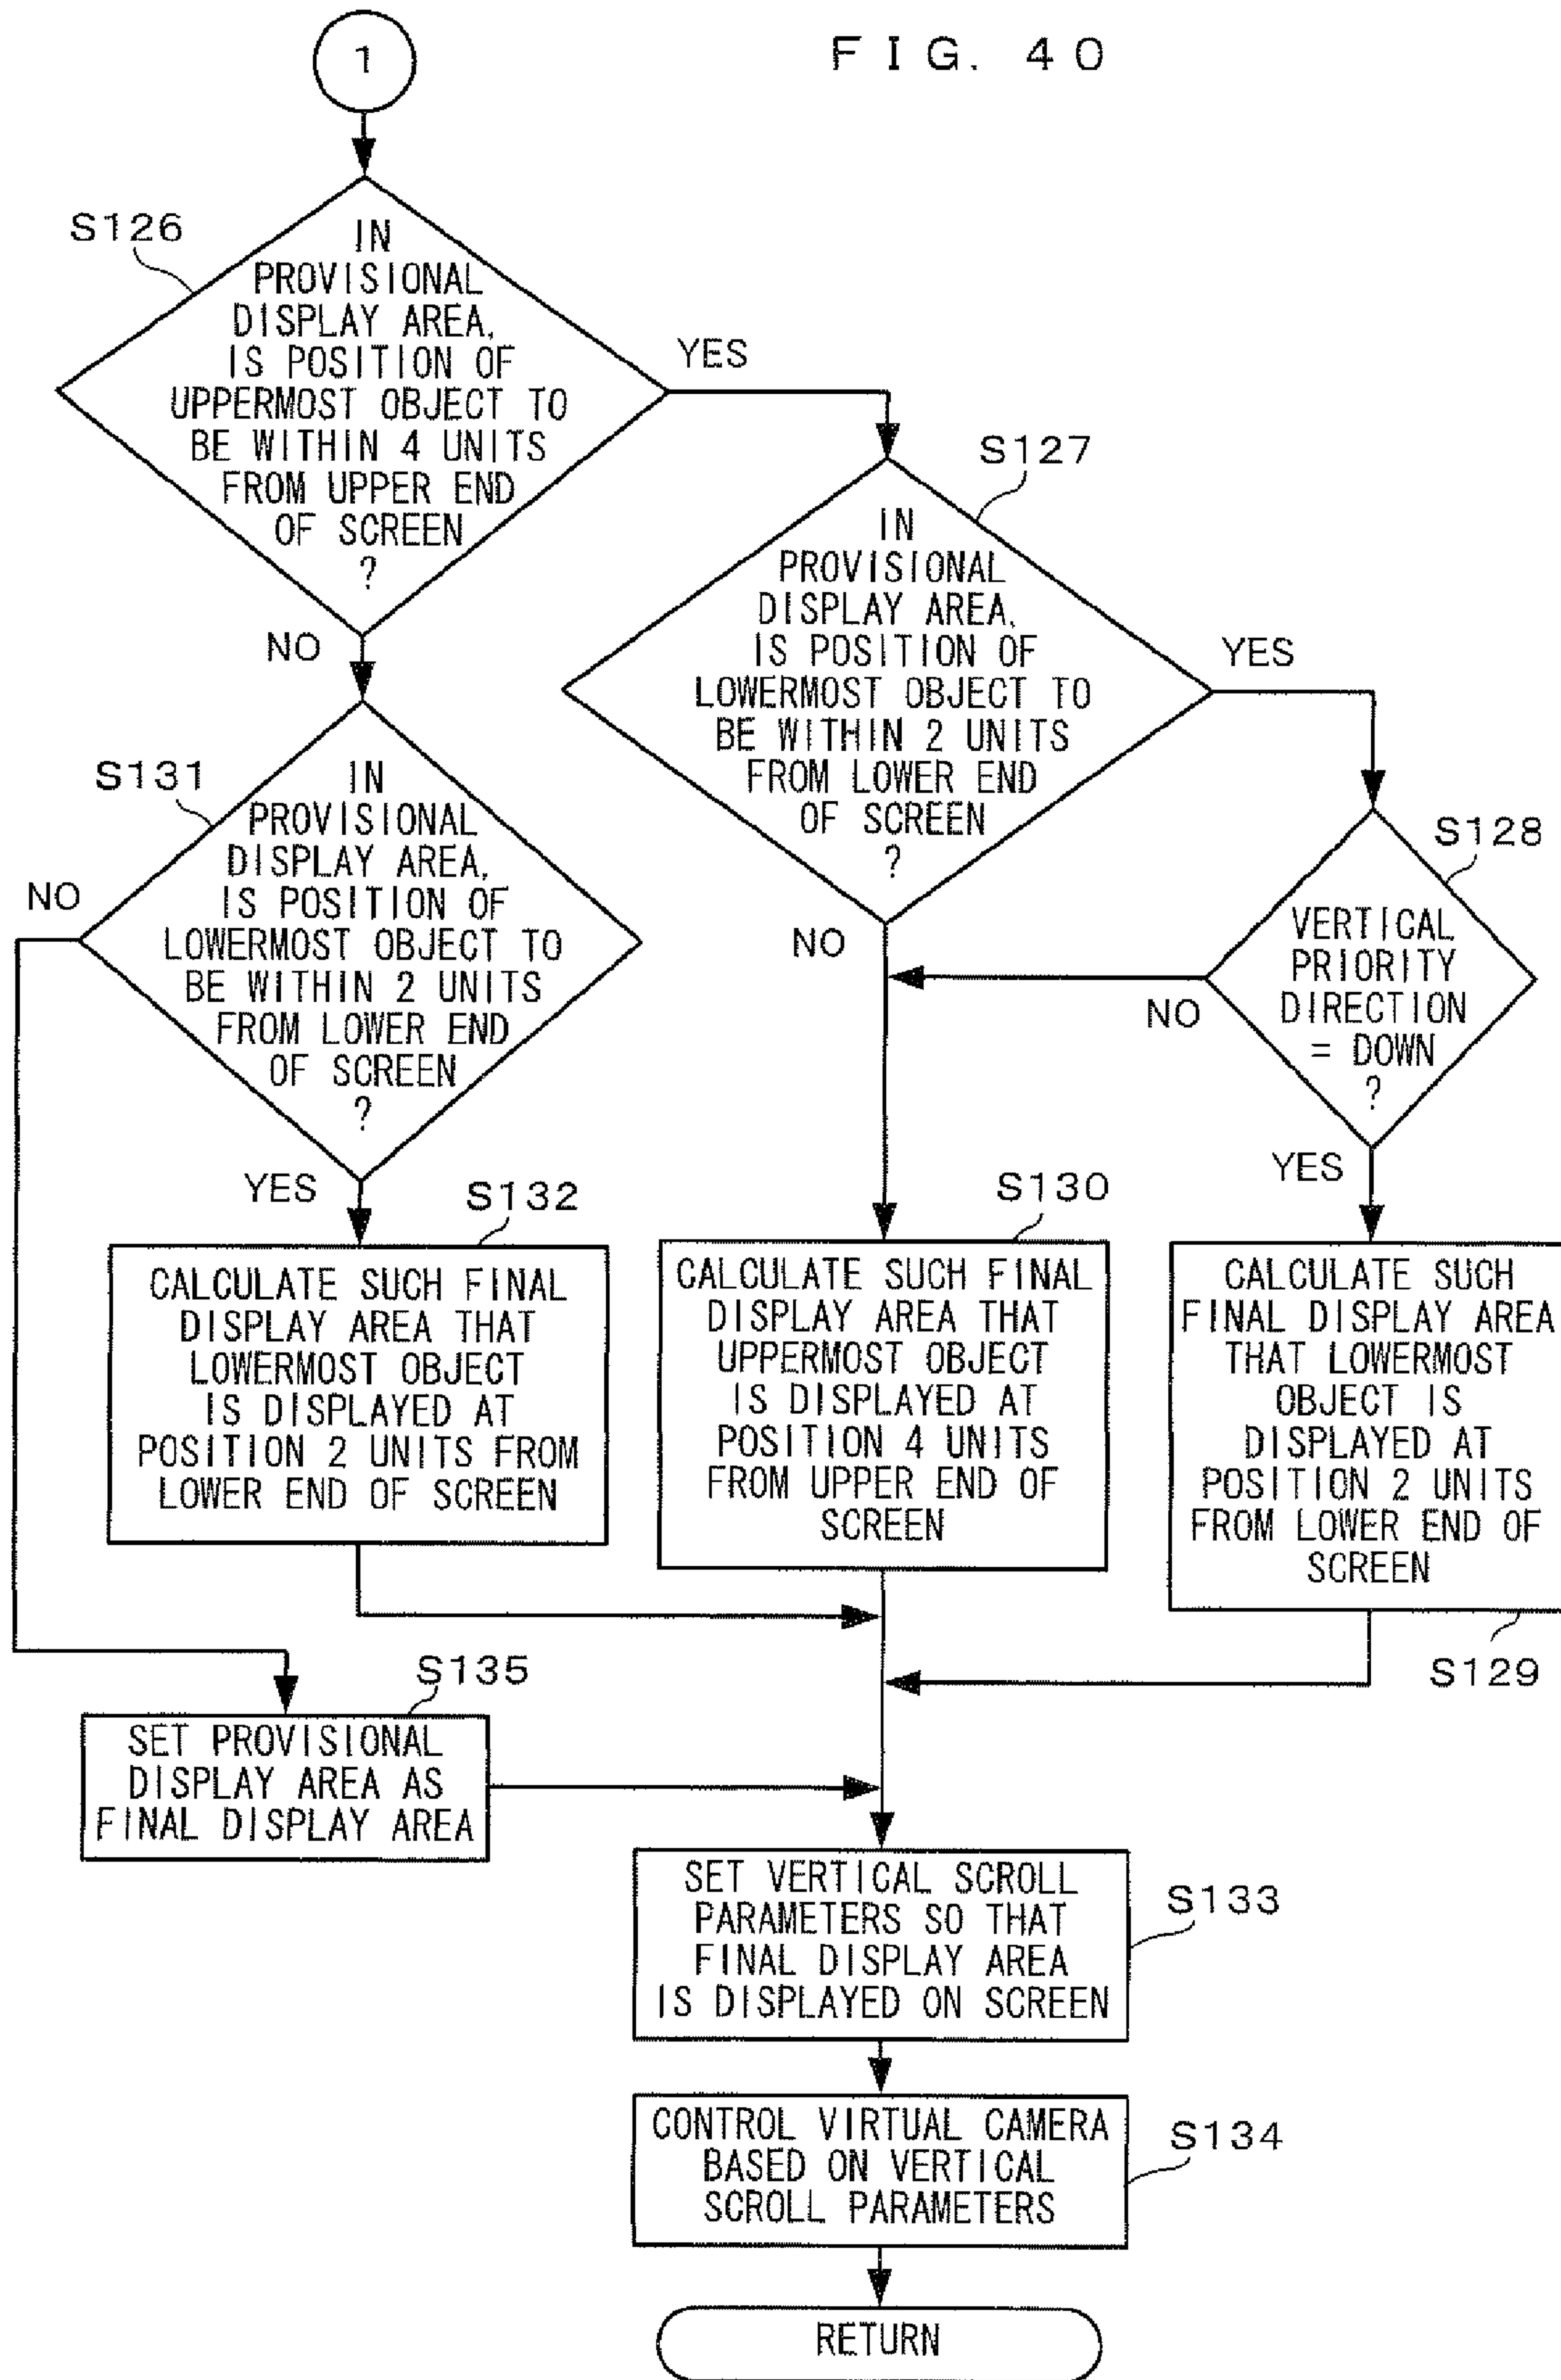 FIG. 40
1
S126
IN
PROVISIONAL
DISPLAY AREA,
IS POSITION OF
UPPERMOST OBJECT TO
BE WITHIN 4 UNITS
FROM UPPER END
OF SCREEN
?
YES
NO
S127
IN
PROVISIONAL
DISPLAY AREA,
IS POSITION OF
LOWERMOST OBJECT TO
BE WITHIN 2 UNITS
FROM LOWER END
OF SCREEN
?
YES
NO
S128
VERTICAL
PRIORITY
DIRECTION
= DOWN
?
NO
YES
S131
IN
PROVISIONAL
DISPLAY AREA,
IS POSITION OF
LOWERMOST OBJECT TO
BE WITHIN 2 UNITS
FROM LOWER END
OF SCREEN
?
NO
YES
S132
CALCULATE SUCH FINAL
DISPLAY AREA THAT
LOWERMOST OBJECT
IS DISPLAYED AT
POSITION 2 UNITS FROM
LOWER END OF SCREEN
S130
CALCULATE SUCH FINAL
DISPLAY AREA THAT
UPPERMOST OBJECT
IS DISPLAYED AT
POSITION 4 UNITS
FROM UPPER END OF
SCREEN
CALCULATE SUCH
FINAL DISPLAY AREA
THAT LOWERMOST
OBJECT IS
DISPLAYED AT
POSITION 2 UNITS
FROM LOWER END OF
SCREEN
S129
S135
SET PROVISIONAL
DISPLAY AREA AS
FINAL DISPLAY AREA
SET VERTICAL SCROLL
PARAMETERS SO THAT
FINAL DISPLAY AREA
IS DISPLAYED ON SCREEN
S133
CONTROL VIRTUAL CAMERA
BASED ON VERTICAL
SCROLL PARAMETERS
S134
RETURN